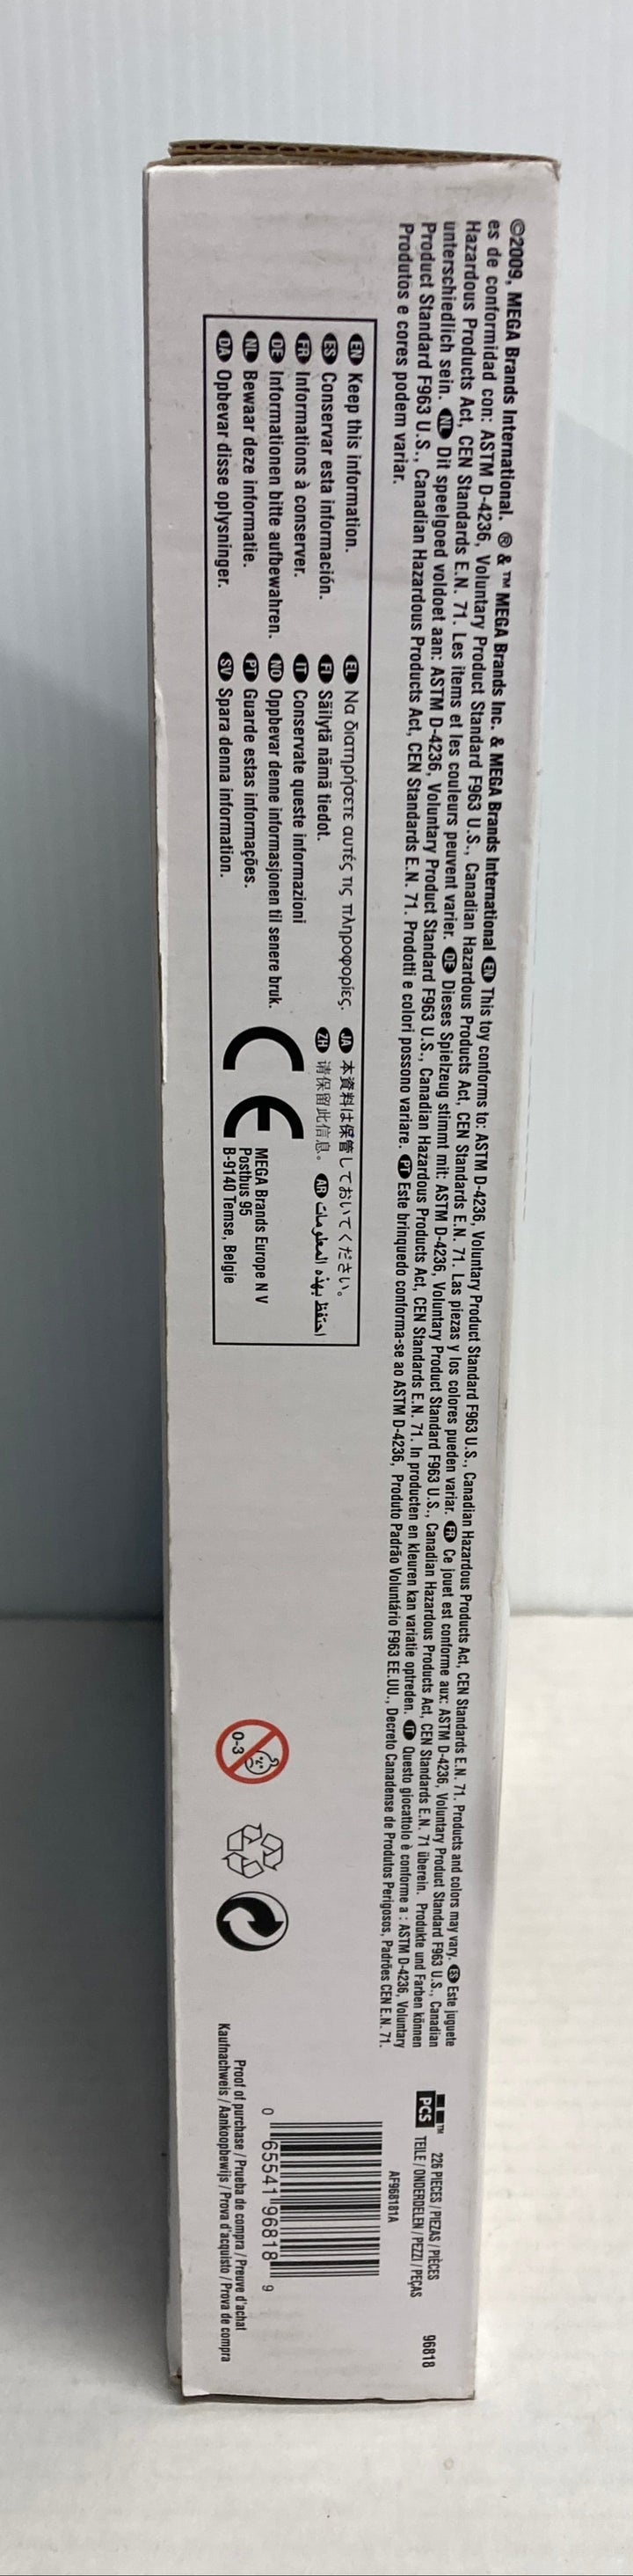 ©2009, MEGA Brands International. ® & ™ MEGA Brands Inc. & MEGA Brands International EN This toy conforms to: ASTM D-4236, Voluntary Product Standard F963 U.S., Canadian Hazardous Products Act, CEN Standards E.N. 71. Products and colors may vary. ES Este juguete
es de conformidad con: ASTM D-4236, Voluntary Product Standard F963 U.S., Canadian Hazardous Products Act, CEN Standards E.N. 71. Las piezas y los colores pueden variar. FR Ce jouet est conforme aux: ASTM D-4236, Voluntary Product Standard F963 U.S., Canadian
Hazardous Products Act, CEN Standards E.N. 71. Les items et les couleurs peuvent varier. DE Dieses Spielzeug stimmt mit: ASTM D-4236, Voluntary Product Standard F963 U.S., Canadian Hazardous Products Act, CEN Standards E.N. 71 überein. Produkte und Farben können
unterschiedlich sein. NL Dit speelgoed voldoet aan: ASTM D-4236, Voluntary Product Standard F963 U.S., Canadian Hazardous Products Act, CEN Standards E.N. 71. In producten en kleuren kan variatie optreden. IT Questo giocattolo è conforme a : ASTM D-4236, Voluntary
Product Standard F963 U.S., Canadian Hazardous Products Act, CEN Standards E.N. 71. Prodotti e colori possono variare. PT Este brinquedo conforma-se ao ASTM D-4236, Produto Padrão Voluntário F963 EE.UU., Decreto Canadense de Produtos Perigosos, Padrões CEN E.N. 71.
Produtos e cores podem variar.
EN Keep this information.
ES Conservar esta información.
FR Informations à conserver.
DE Informationen bitte aufbewahren.
NL Bewaar deze informatie.
DA Opbevar disse oplysninger.
EL Να διατηρήσετε αυτές τις πληροφορίες.
FI Säilytä nämä tiedot.
IT Conservate queste informazioni
NO Oppbevar denne informasjonen til senere bruk.
PT Guarde estas informações.
SV Spara denna information.
JA 本資料は保管しておいてください。
ZH 请保留此信息。 AR احتفظ بهذه المعلومات
CE
MEGA Brands Europe N V
Postbus 95
B-9140 Temse, Belgie
0-3
PCS ™
226 PIECES / PIEZAS / PIÈCES
TEILE / ONDERDELEN / PEZZI / PEÇAS
96818
AF968181A
0 65541 96818 9
Proof of purchase / Prueba de compra / Preuve d'achat
Kaufnachweis / Aankoopbewijs / Prova d'acquisto / Prova de compra